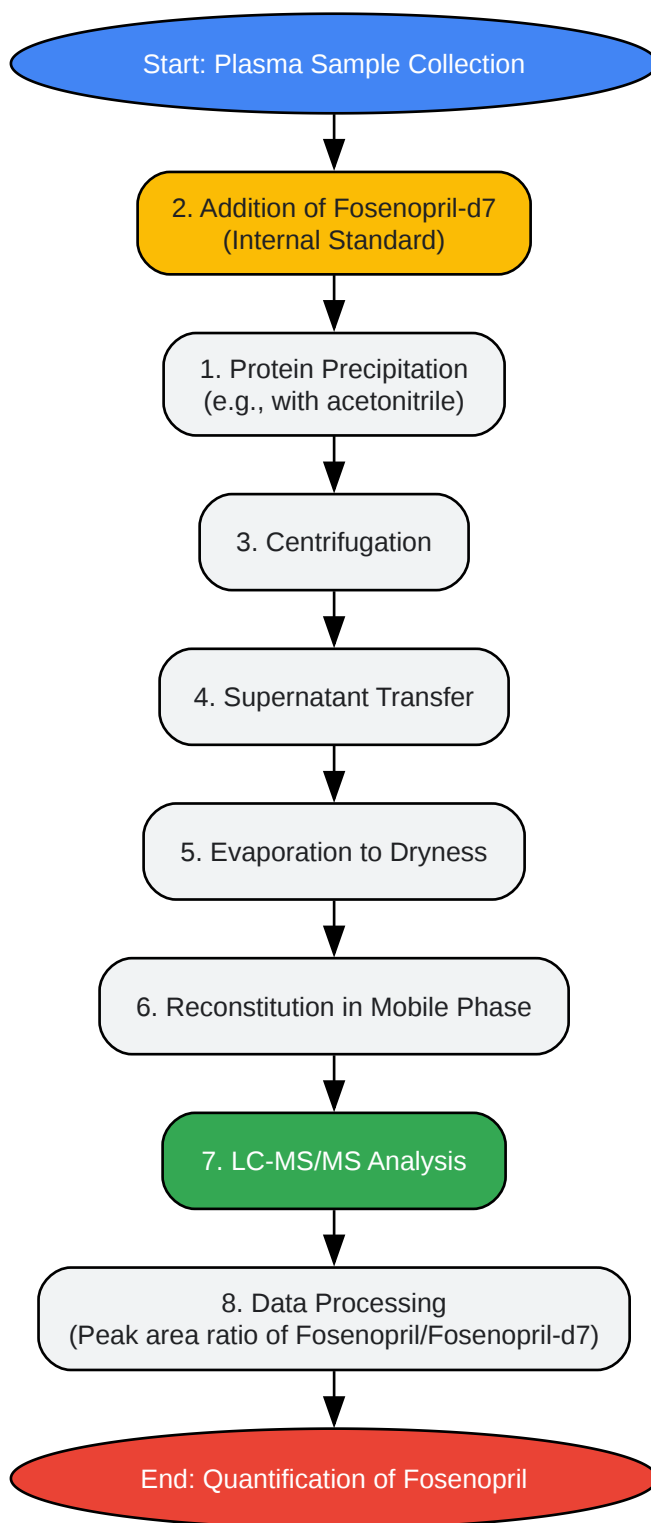 Start: Plasma Sample Collection
2. Addition of Fosenopril-d7
(Internal Standard)
1. Protein Precipitation
(e.g., with acetonitrile)
3. Centrifugation
4. Supernatant Transfer
5. Evaporation to Dryness
6. Reconstitution in Mobile Phase
7. LC-MS/MS Analysis
8. Data Processing
(Peak area ratio of Fosenopril/Fosenopril-d7)
End: Quantification of Fosenopril